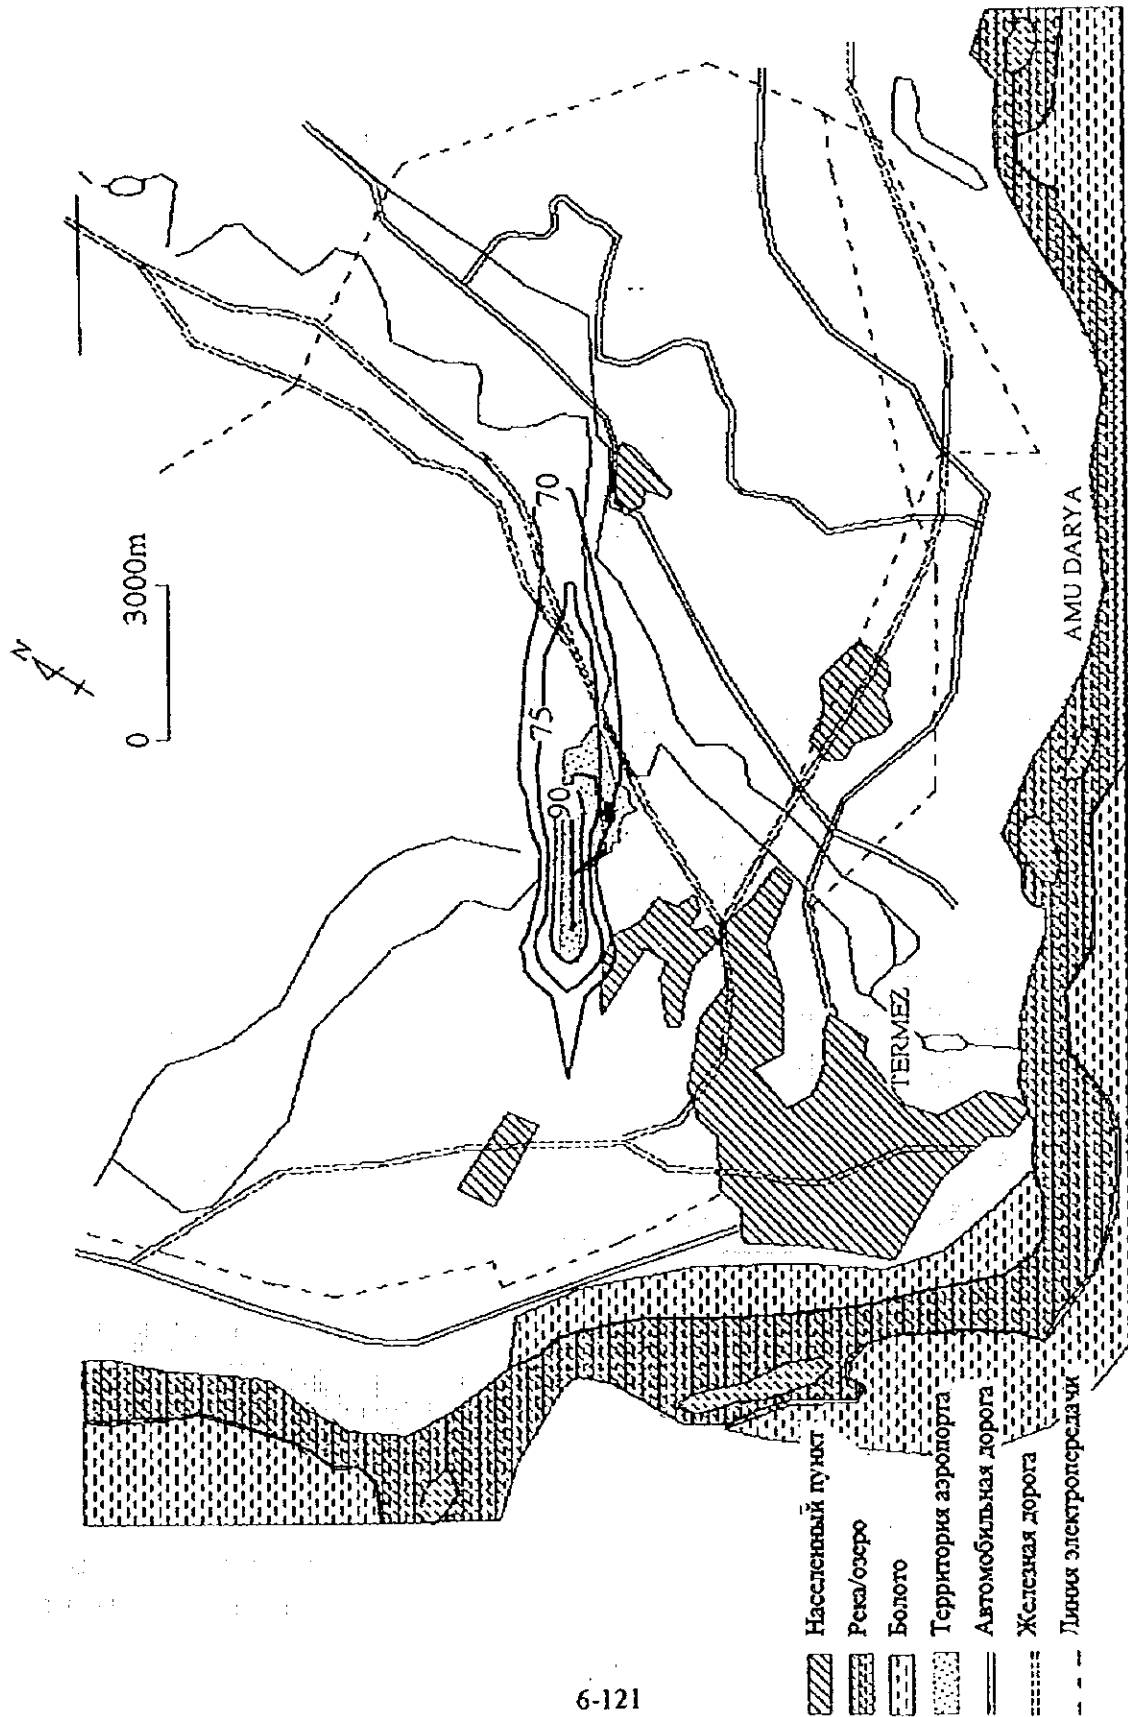 N
0 3000m
70
75
90
TERMEZ
AMU DARYA
Населенный пункт
Река/озеро
Болото
Территория аэропорта
Автомобильная дорога
Железная дорога
Линия электропередачи
6-121